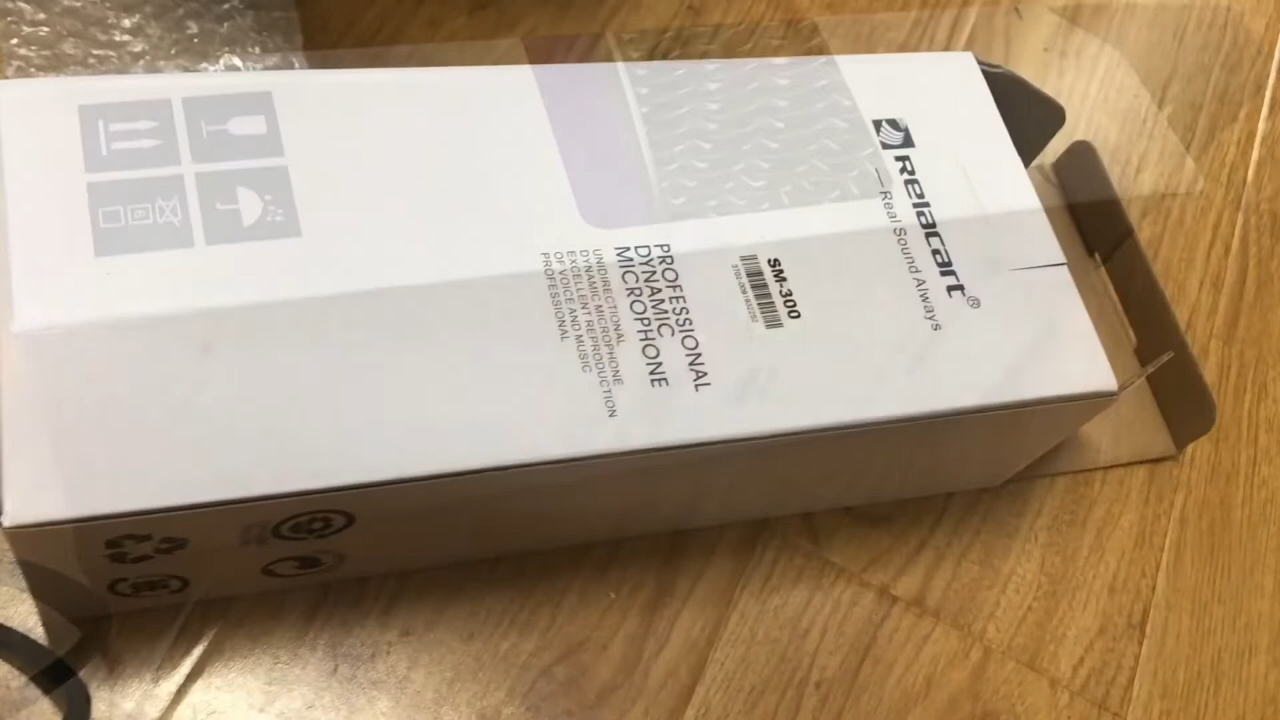 Relacart®
— Real Sound Always
SM-300
PROFESSIONAL
DYNAMIC
MICROPHONE
UNIDIRECTIONAL
DYNAMIC MICROPHONE
EXCELLENT REPRODUCTION
OF VOICE AND MUSIC
PROFESSIONAL